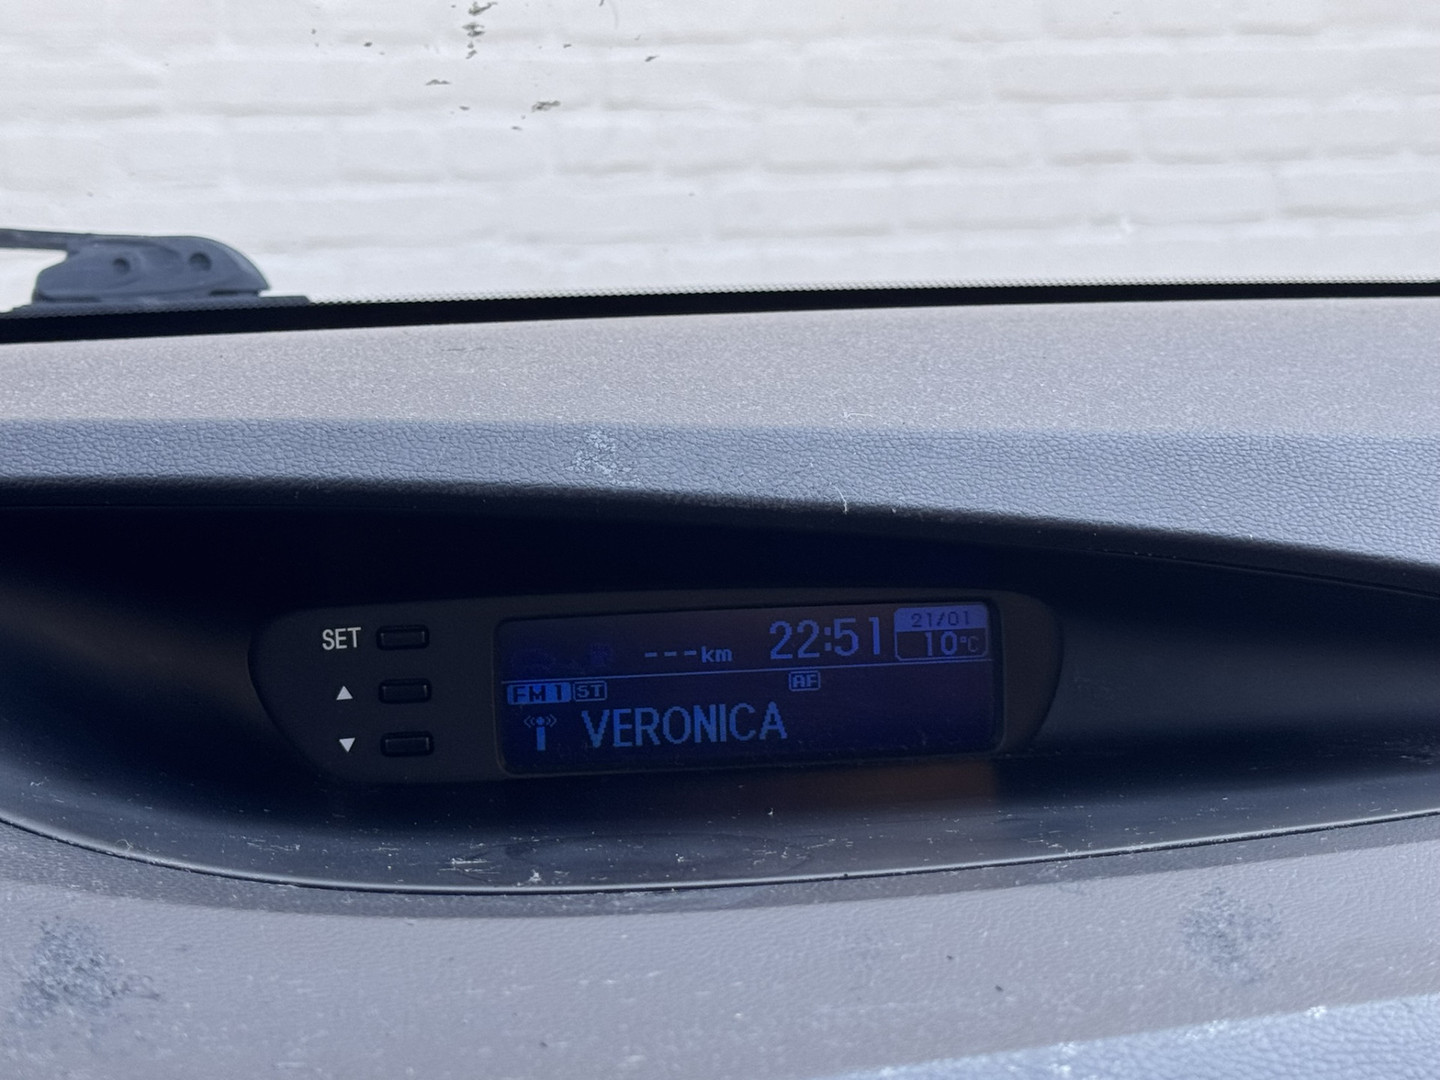 SET
---km 22:51 21/01
10°C
FM1 ST AF
VERONICA